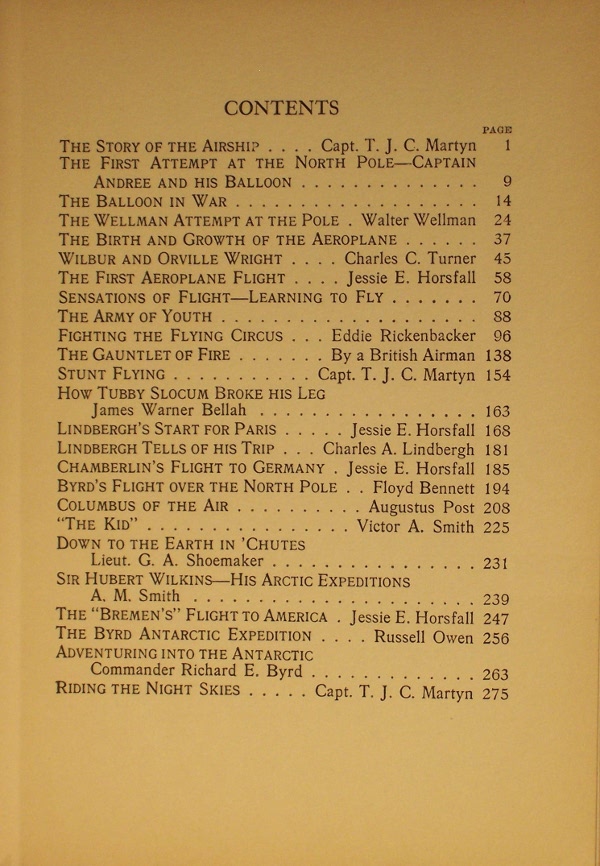 CONTENTS
PAGE
THE STORY OF THE AIRSHIP . . . . Capt. T. J. C. Martyn 1
THE FIRST ATTEMPT AT THE NORTH POLE—CAPTAIN
ANDREE AND HIS BALLOON . . . . . . . . . . . . . . 9
THE BALLOON IN WAR . . . . . . . . . . . . . . . . . . 14
THE WELLMAN ATTEMPT AT THE POLE . Walter Wellman 24
THE BIRTH AND GROWTH OF THE AEROPLANE . . . . . . 37
WILBUR AND ORVILLE WRIGHT . . . . Charles C. Turner 45
THE FIRST AEROPLANE FLIGHT . . . . Jessie E. Horsfall 58
SENSATIONS OF FLIGHT—LEARNING TO FLY . . . . . . . 70
THE ARMY OF YOUTH . . . . . . . . . . . . . . . . . . . 88
FIGHTING THE FLYING CIRCUS . . . Eddie Rickenbacker 96
THE GAUNTLET OF FIRE . . . . . . . By a British Airman 138
STUNT FLYING . . . . . . . . . . . Capt. T. J. C. Martyn 154
HOW TUBBY SLOCUM BROKE HIS LEG
James Warner Bellah . . . . . . . . . . . . . . . . . 163
LINDBERGH'S START FOR PARIS . . . . . Jessie E. Horsfall 168
LINDBERGH TELLS OF HIS TRIP . . . Charles A. Lindbergh 181
CHAMBERLIN'S FLIGHT TO GERMANY . Jessie E. Horsfall 185
BYRD'S FLIGHT OVER THE NORTH POLE . . Floyd Bennett 194
COLUMBUS OF THE AIR . . . . . . . . . . Augustus Post 208
"THE KID" . . . . . . . . . . . . . . . . Victor A. Smith 225
DOWN TO THE EARTH IN 'CHUTES
Lieut. G. A. Shoemaker . . . . . . . . . . . . . . . . 231
SIR HUBERT WILKINS—HIS ARCTIC EXPEDITIONS
A. M. Smith . . . . . . . . . . . . . . . . . . . . . . 239
THE "BREMEN'S" FLIGHT TO AMERICA . Jessie E. Horsfall 247
THE BYRD ANTARCTIC EXPEDITION . . . . Russell Owen 256
ADVENTURING INTO THE ANTARCTIC
Commander Richard E. Byrd . . . . . . . . . . . . . 263
RIDING THE NIGHT SKIES . . . . . Capt. T. J. C. Martyn 275